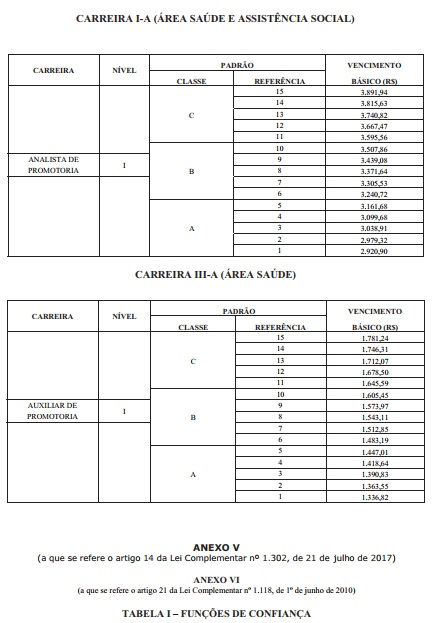 CARREIRA I-A (ÁREA SAÚDE E ASSISTÊNCIA SOCIAL)
CARREIRA NÍVEL PADRÃO VENCIMENTO
CLASSE REFERÊNCIA BÁSICO (R$)
15 3.891,94
14 3.815,63
C 13 3.740,82
12 3.667,47
11 3.595,56
10 3.507,86
ANALISTA DE 9 3.439,08
PROMOTORIA I B 8 3.371,64
7 3.305,53
6 3.240,72
5 3.161,68
4 3.099,68
A 3 3.038,91
2 2.979,32
1 2.920,90
CARREIRA III-A (ÁREA SAÚDE)
CARREIRA NÍVEL PADRÃO VENCIMENTO
CLASSE REFERÊNCIA BÁSICO (R$)
15 1.781,24
14 1.746,31
C 13 1.712,07
12 1.678,50
11 1.645,59
10 1.605,45
AUXILIAR DE 9 1.573,97
PROMOTORIA I B 8 1.543,11
7 1.512,85
6 1.483,19
5 1.447,01
4 1.418,64
A 3 1.390,83
2 1.363,55
1 1.336,82
ANEXO V
(a que se refere o artigo 14 da Lei Complementar nº 1.302, de 21 de julho de 2017)
ANEXO VI
(a que se refere o artigo 21 da Lei Complementar nº 1.118, de 1º de junho de 2010)
TABELA I – FUNÇÕES DE CONFIANÇA